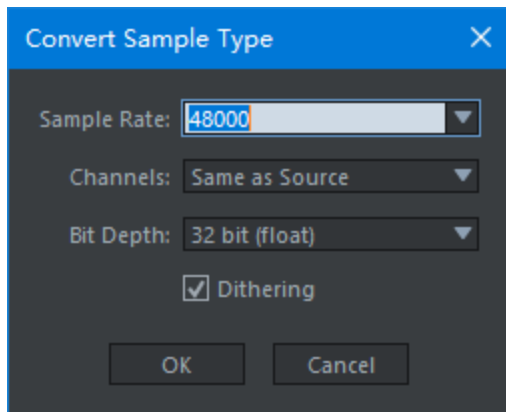 Convert Sample Type
Sample Rate: 48000
Channels: Same as Source
Bit Depth: 32 bit (float)
Dithering
OK Cancel